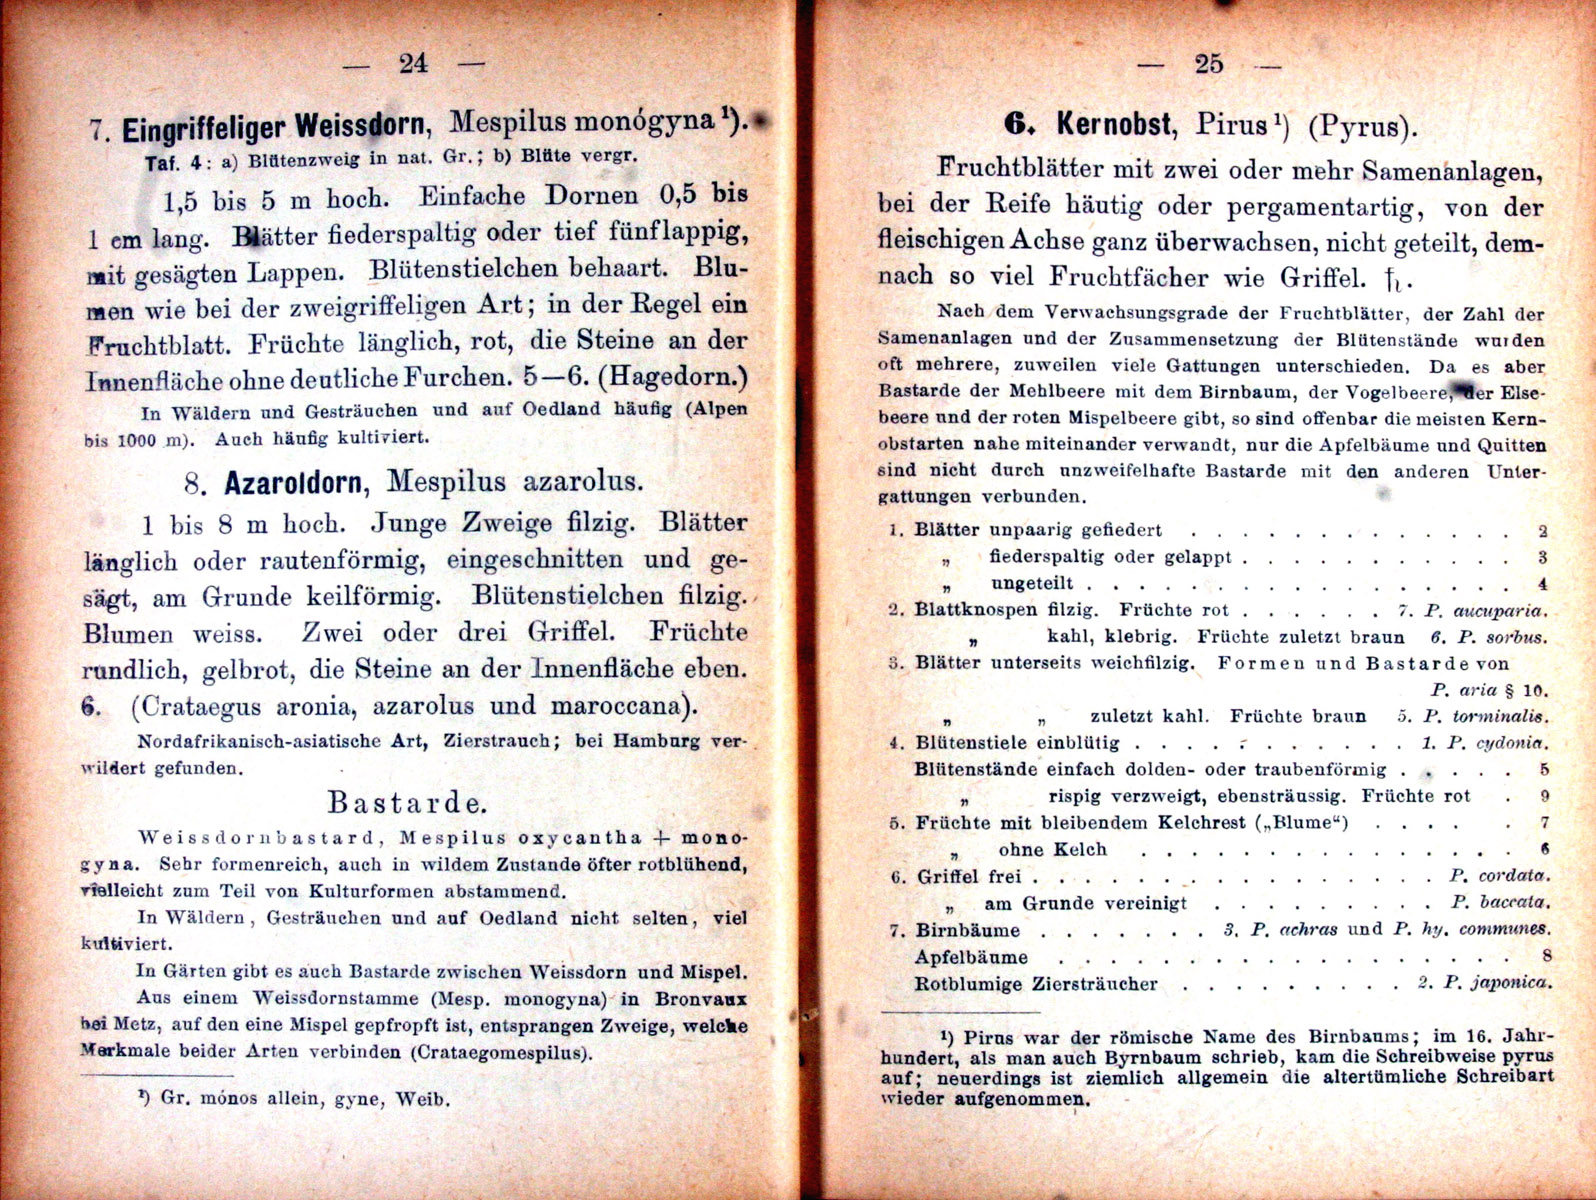 — 24 —
7. Eingriffeliger Weissdorn, Mespilus monógyna¹).
Taf. 4: a) Blütenzweig in nat. Gr.; b) Blüte vergr.
1,5 bis 5 m hoch. Einfache Dornen 0,5 bis
1 cm lang. Blätter fiederspaltig oder tief fünflappig,
mit gesägten Lappen. Blütenstielchen behaart. Blu-
men wie bei der zweigriffeligen Art; in der Regel ein
Fruchtblatt. Früchte länglich, rot, die Steine an der
Innenfläche ohne deutliche Furchen. 5—6. (Hagedorn.)
In Wäldern und Gesträuchen und auf Oedland häufig (Alpen
bis 1000 m). Auch häufig kultiviert.
8. Azaroldorn, Mespilus azarolus.
1 bis 8 m hoch. Junge Zweige filzig. Blätter
länglich oder rautenförmig, eingeschnitten und ge-
sägt, am Grunde keilförmig. Blütenstielchen filzig.
Blumen weiss. Zwei oder drei Griffel. Früchte
rundlich, gelbrot, die Steine an der Innenfläche eben.
6. (Crataegus aronia, azarolus und maroccana).
Nordafrikanisch-asiatische Art, Zierstrauch; bei Hamburg ver-
wildert gefunden.
Bastarde.
Weissdornbastard, Mespilus oxycantha + mono-
gyna. Sehr formenreich, auch in wildem Zustande öfter rotblühend,
vielleicht zum Teil von Kulturformen abstammend.
In Wäldern, Gesträuchen und auf Oedland nicht selten, viel
kultiviert.
In Gärten gibt es auch Bastarde zwischen Weissdorn und Mispel.
Aus einem Weissdornstamme (Mesp. monogyna) in Bronvaux
bei Metz, auf den eine Mispel gepfropft ist, entsprangen Zweige, welche
Merkmale beider Arten verbinden (Crataegomespilus).
¹) Gr. mónos allein, gyne, Weib.
— 25 —
6. Kernobst, Pirus¹) (Pyrus).
Fruchtblätter mit zwei oder mehr Samenanlagen,
bei der Reife häutig oder pergamentartig, von der
fleischigen Achse ganz überwachsen, nicht geteilt, dem-
nach so viel Fruchtfächer wie Griffel. ƕ.
Nach dem Verwachsungsgrade der Fruchtblätter, der Zahl der
Samenanlagen und der Zusammensetzung der Blütenstände wurden
oft mehrere, zuweilen viele Gattungen unterschieden. Da es aber
Bastarde der Mehlbeere mit dem Birnbaum, der Vogelbeere, der Else-
beere und der roten Mispelbeere gibt, so sind offenbar die meisten Kern-
obstarten nahe miteinander verwandt, nur die Apfelbäume und Quitten
sind nicht durch unzweifelhafte Bastarde mit den anderen Unter-
gattungen verbunden.
1. Blätter unpaarig gefiedert . . . . . . . . . . . . . 2
„ fiederspaltig oder gelappt . . . . . . . . . . . 3
„ ungeteilt . . . . . . . . . . . . . . . . . 4
2. Blattknospen filzig. Früchte rot . . . . . . 7. P. aucuparia.
„ kahl, klebrig. Früchte zuletzt braun 6. P. sorbus.
3. Blätter unterseits weichfilzig. Formen und Bastarde von
P. aria § 10.
„ „ zuletzt kahl. Früchte braun 5. P. torminalis.
4. Blütenstiele einblütig . . . . . . . . . . . 1. P. cydonia.
Blütenstände einfach dolden- oder traubenförmig . . . . . 5
„ rispig verzweigt, ebensträussig. Früchte rot . 9
5. Früchte mit bleibendem Kelchrest („Blume“) . . . . . 7
„ ohne Kelch . . . . . . . . . . . . . . . 6
6. Griffel frei . . . . . . . . . . . . . . . . P. cordata.
„ am Grunde vereinigt . . . . . . . . . P. baccata.
7. Birnbäume . . . . . . . 3. P. achras und P. hy. communes.
Apfelbäume . . . . . . . . . . . . . . . . . . 8
Rotblumige Ziersträucher . . . . . . . . . 2. P. japonica.
¹) Pirus war der römische Name des Birnbaums; im 16. Jahr-
hundert, als man auch Byrnbaum schrieb, kam die Schreibweise pyrus
auf; neuerdings ist ziemlich allgemein die altertümliche Schreibart
wieder aufgenommen.